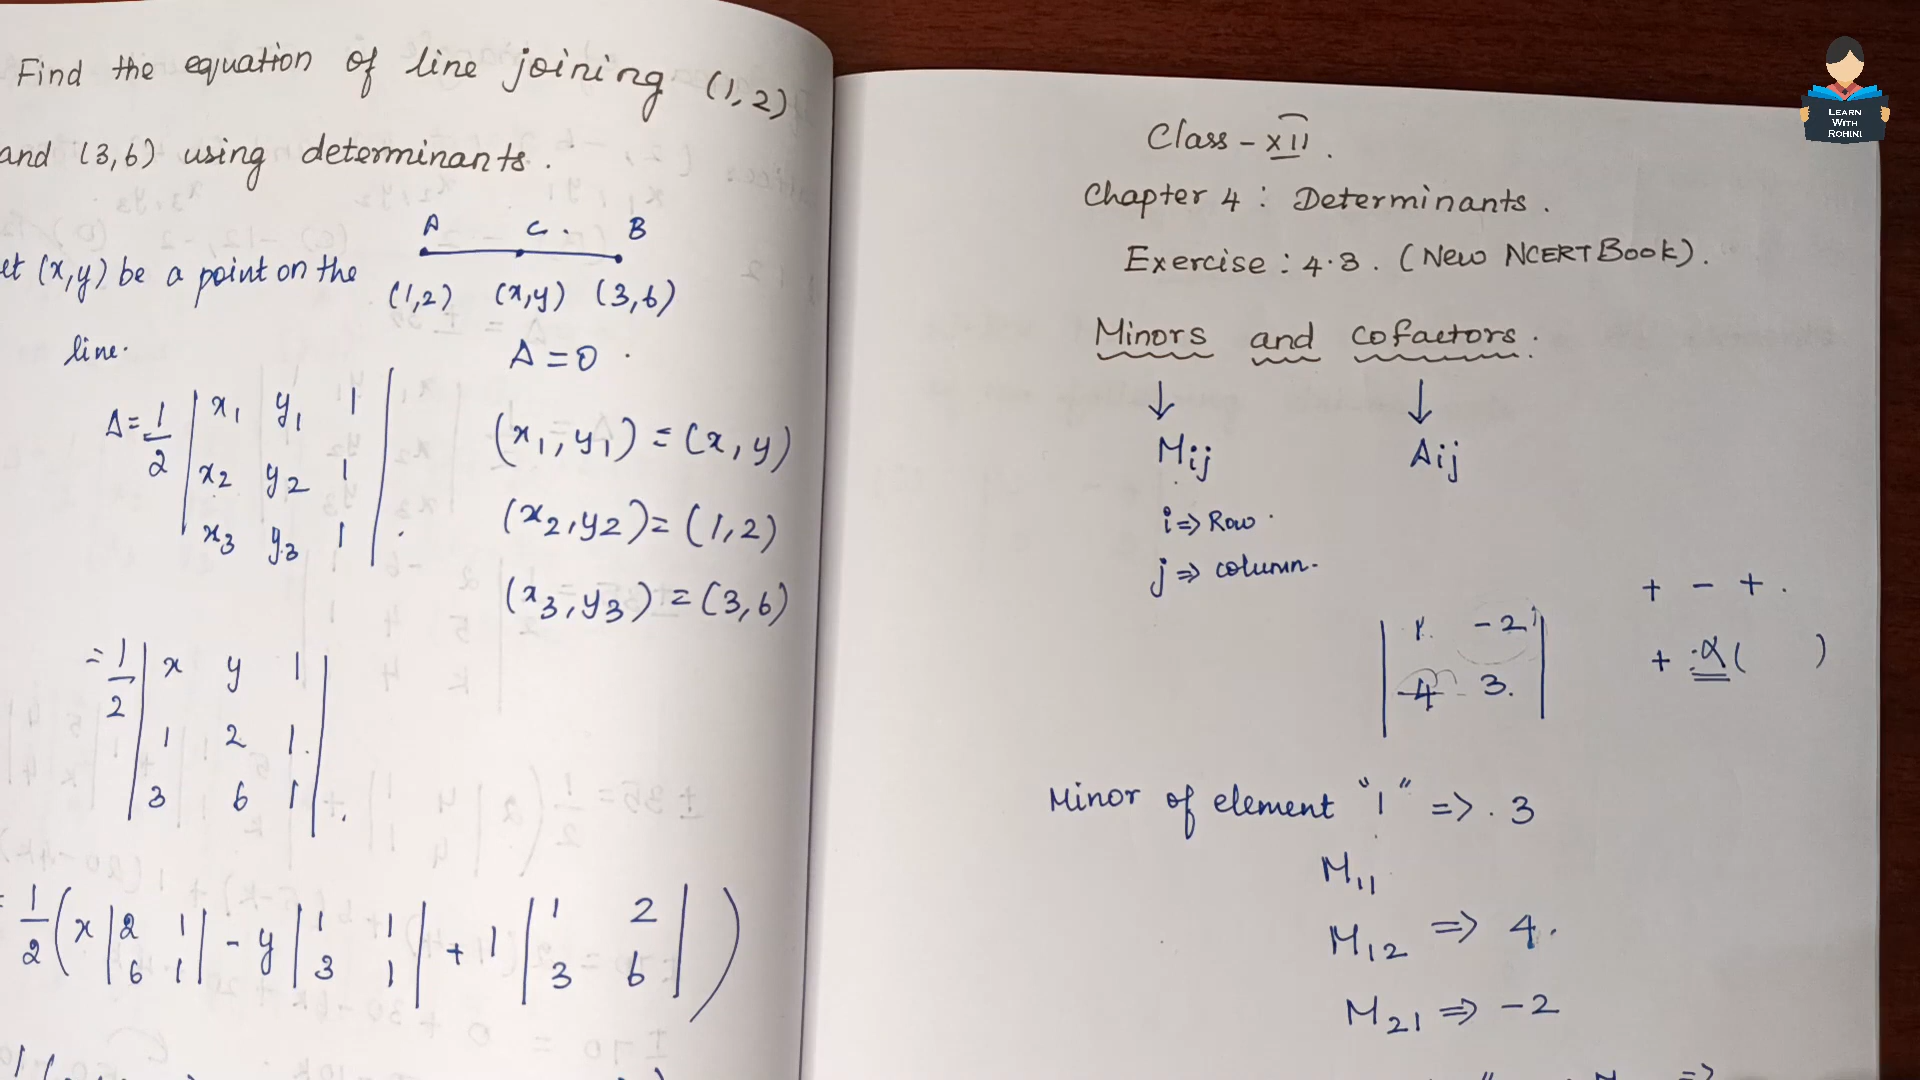 Find the equation of line joining (1,2)
and (3,6) using determinants.
A C. B
(1,2) (x,y) (3,6)
et (x,y) be a point on the
line.
Δ=0.
Δ=1/2 | x1 y1 1 |
| x2 y2 1 |
| x3 y3 1 |
(x1,y1) = (x,y)
(x2,y2) = (1,2)
(x3,y3) = (3,6)
=1/2 | x y 1 |
| 1 2 1 |
| 3 6 1 |.
1/2 ( x | 2 1 | - y | 1 1 | + 1 | 1 2 | )
| 6 1 | | 3 1 | | 3 6 |
Class - XII.
Chapter 4 : Determinants.
Exercise : 4.3. (New NCERT Book).
Minors and cofactors.
↓ ↓
Mij Aij
i => Row.
j => column.
+ - +.
+ α( )
| 1 -2 |
| 4 3. |
Minor of element "1" =>. 3
M11
M12 => 4.
M21 => -2
LEARN
WITH
ROHINI